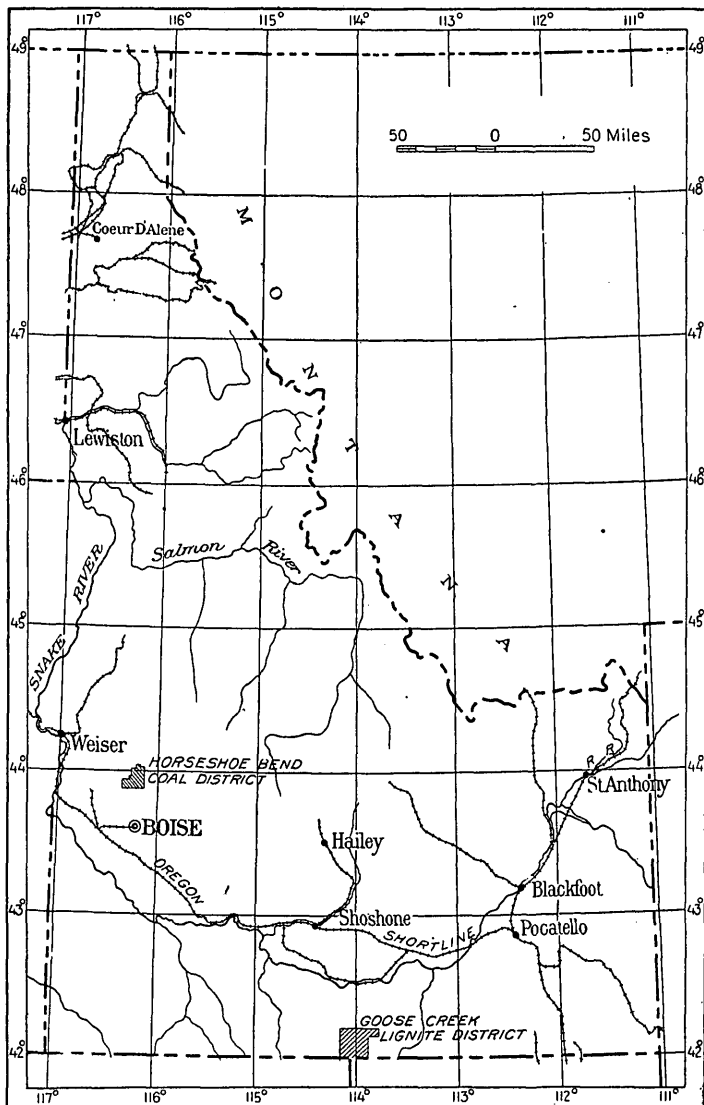 117° 116° 115° 114° 113° 112° 111°
49° 49°
50 0 50 Miles
48° 48°
Coeur D'Alene
MONTANA
47° 47°
Lewiston
46° 46°
Salmon River
SNAKE RIVER
45° 45°
Weiser
HORSESHOE BEND
COAL DISTRICT
44° 44°
R R
St. Anthony
BOISE
Hailey
OREGON
Blackfoot
43° 43°
Shoshone
SHORT LINE
Pocatello
GOOSE CREEK
LIGNITE DISTRICT
42° 42°
117° 116° 115° 114° 113° 112° 111°